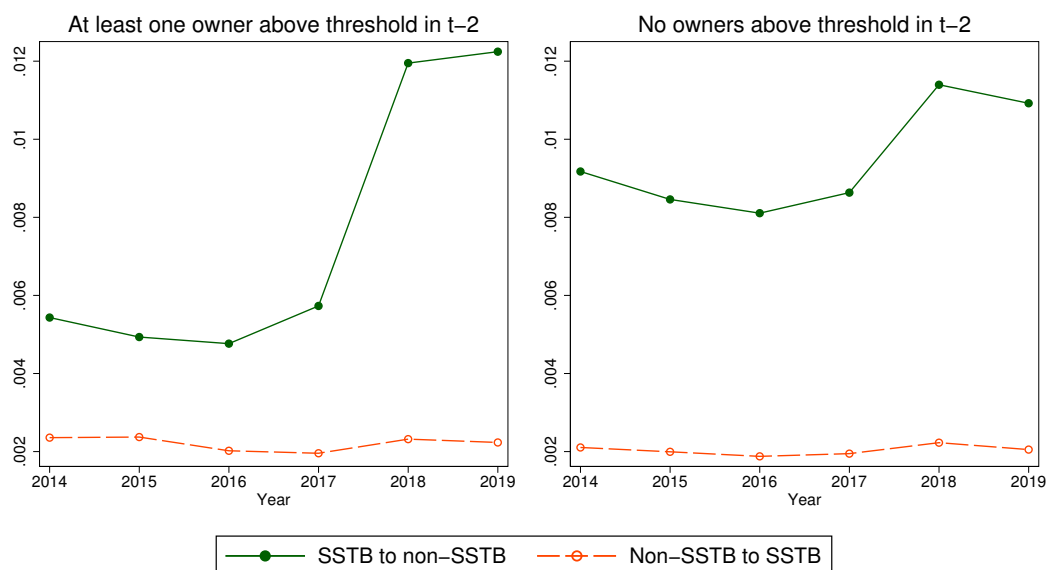 At least one owner above threshold in t−2
No owners above threshold in t−2
.012
.01
.008
.006
.004
.002
2014 2015 2016 2017 2018 2019
Year
.012
.01
.008
.006
.004
.002
2014 2015 2016 2017 2018 2019
Year
SSTB to non−SSTB
Non−SSTB to SSTB